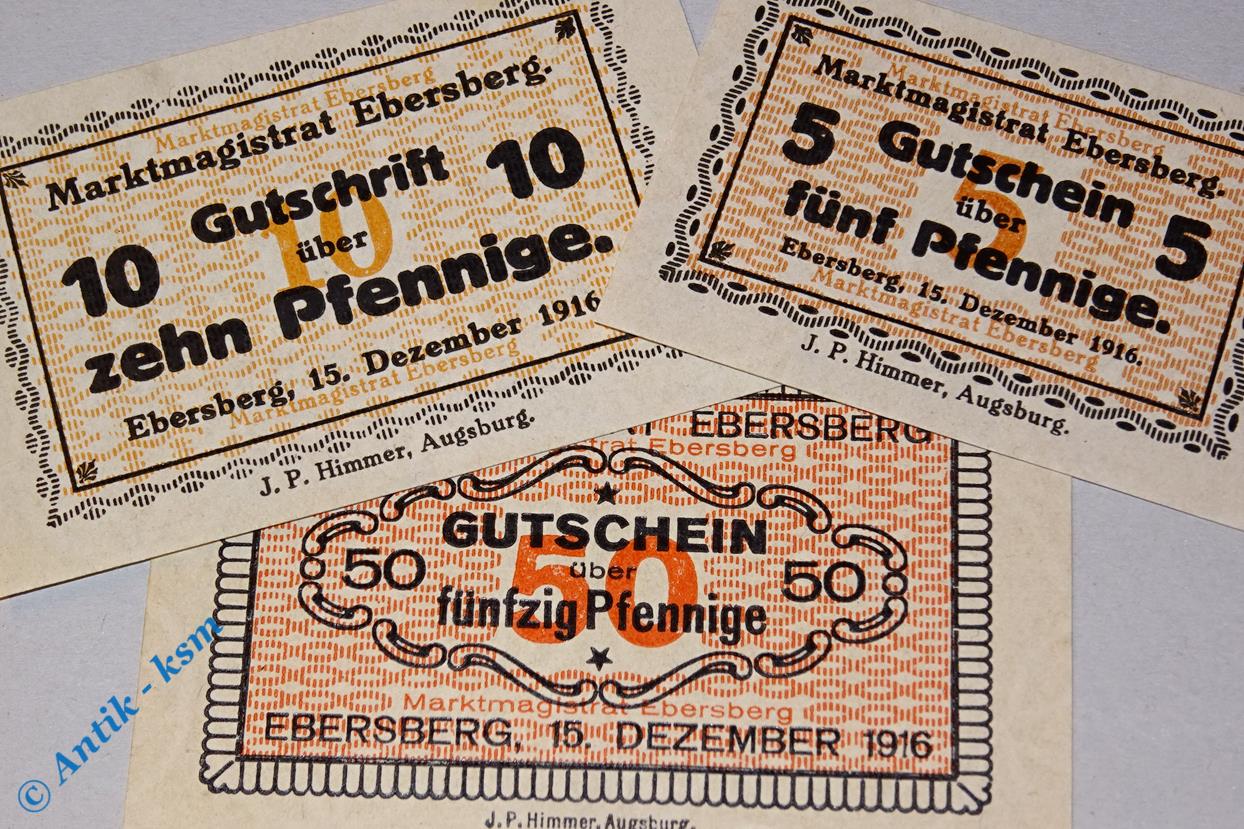 Marktmagistrat Ebersberg
Marktmagistrat Ebersberg.
10 Gutschrift 10
10
über
zehn Pfennige.
Ebersberg, 15. Dezember 1916
Marktmagistrat Ebersberg
J. P. Himmer, Augsburg.
Marktmagistrat Ebersberg
Marktmagistrat Ebersberg.
5 Gutschein 5
5
über
fünf Pfennige.
Ebersberg, 15. Dezember 1916.
Marktmagistrat Ebersberg
J. P. Himmer, Augsburg.
EBERSBERG
trat Ebersberg
GUTSCHEIN
50 über 50
50
fünfzig Pfennige
Marktmagistrat Ebersberg
EBERSBERG, 15. DEZEMBER 1916
J. P. Himmer, Augsburg.
© Antik - ksm